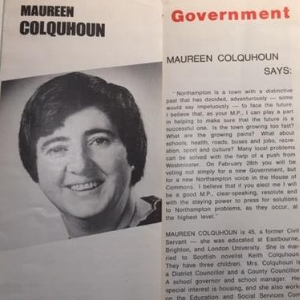 MAUREEN
COLQUHOUN
Government
MAUREEN COLQUHOUN
SAYS:
"Northampton is a town with a distinctive
past that has decided, adventurously — some
would say impetuously — to face the future.
I believe that, as your M.P., I can play a part
in helping to make sure that the future is a
successful one. Is the town growing too fast?
What are the growing pains? What about
schools, health, roads, buses and jobs, recre-
ation, sport and culture? Many local problems
can be solved with the help of a push from
Westminster. On February 28th you will be
voting not simply for a new Government, but
for a new Northampton voice in the House of
Commons. I believe that if you elect me I will
be a good M.P., clear-speaking, resolute and
with the staying power to press for solutions
to Northampton problems, as they occur, at
the highest level."
MAUREEN COLQUHOUN is 45, a former Civil
Servant — she was educated at Eastbourne,
Brighton, and London University. She is mar-
ried to Scottish novelist Keith Colquhoun.
They have three children. Mrs. Colquhoun is
a District Councillor and a County Councillor
A school governor and school manager. Her
special interest is housing, and she also work
on the Education and Social Services Com